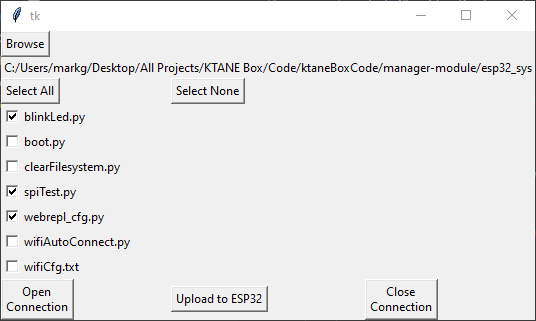 tk
Browse
C:/Users/markg/Desktop/All Projects/KTANE Box/Code/ktaneBoxCode/manager-module/esp32_sys
Select All Select None
blinkLed.py
boot.py
clearFilesystem.py
spiTest.py
webrepl_cfg.py
wifiAutoConnect.py
wifiCfg.txt
Open
Connection
Upload to ESP32
Close
Connection